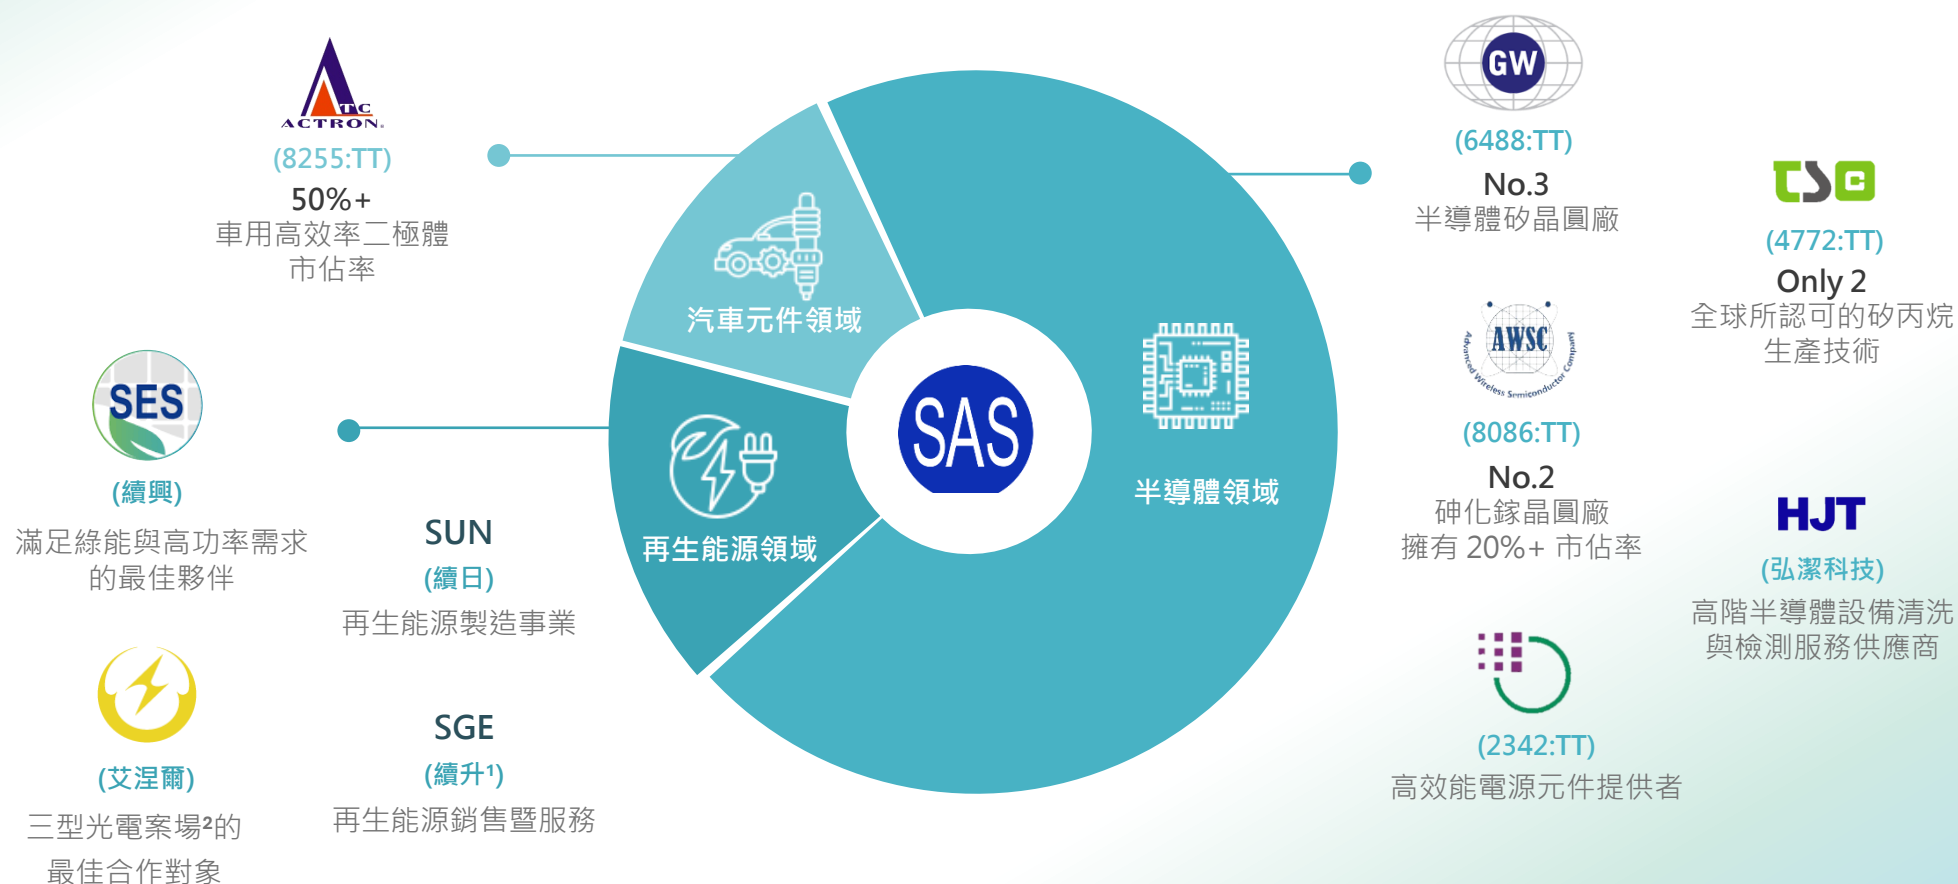 ATC
ACTRON
(8255:TT)
50%+
車用高效率二極體
市佔率
汽車元件領域
SES
(續興)
滿足綠能與高功率需求
的最佳夥伴
SUN
(續日)
再生能源製造事業
(艾涅爾)
三型光電案場²的
最佳合作對象
SGE
(續升¹)
再生能源銷售暨服務
再生能源領域
SAS
半導體領域
GW
(6488:TT)
No.3
半導體矽晶圓廠
TSC
(4772:TT)
Only 2
全球所認可的矽丙烷
生產技術
AWSC
Advanced Wireless Semiconductor Company
(8086:TT)
No.2
砷化鎵晶圓廠
擁有 20%+ 市佔率
HJT
(弘潔科技)
高階半導體設備清洗
與檢測服務供應商
(2342:TT)
高效能電源元件提供者